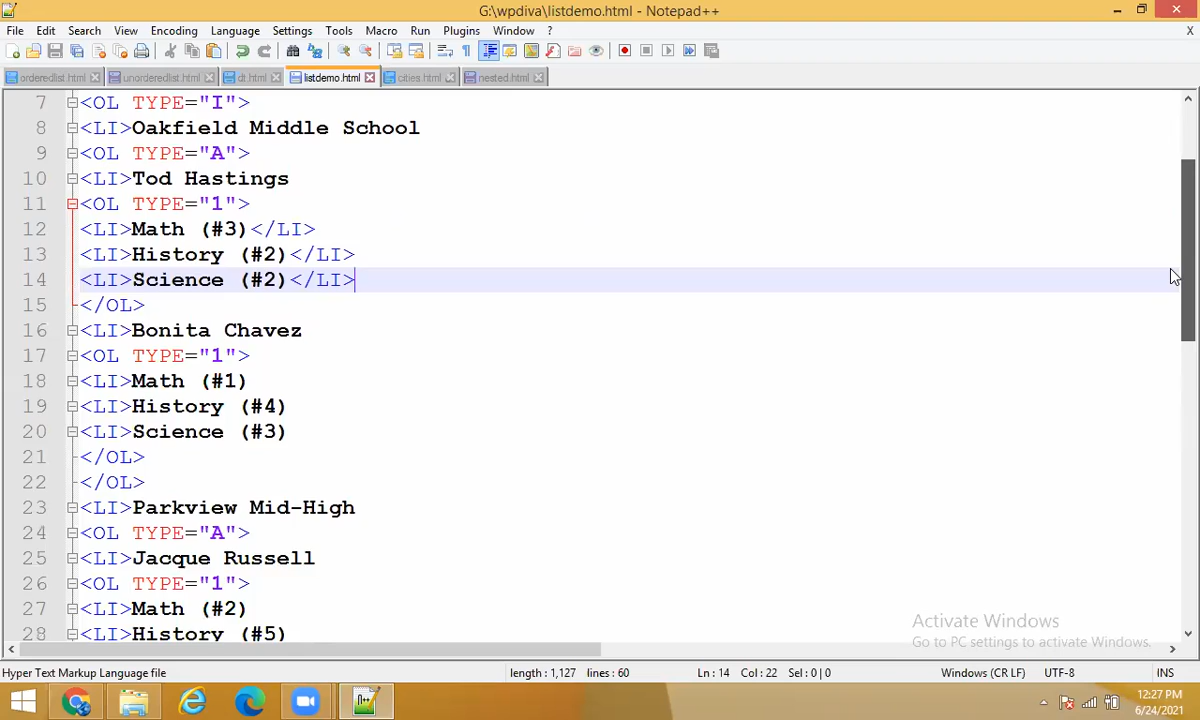 G:\wpdiva\listdemo.html - Notepad++
File Edit Search View Encoding Language Settings Tools Macro Run Plugins Window ? X
orderedlist.html unorderedlist.html dt.html listdemo.html cities.html nested.html
7 <OL TYPE="I">
8 <LI>Oakfield Middle School
9 <OL TYPE="A">
10 <LI>Tod Hastings
11 <OL TYPE="1">
12 <LI>Math (#3)</LI>
13 <LI>History (#2)</LI>
14 <LI>Science (#2)</LI>
15 </OL>
16 <LI>Bonita Chavez
17 <OL TYPE="1">
18 <LI>Math (#1)
19 <LI>History (#4)
20 <LI>Science (#3)
21 </OL>
22 </OL>
23 <LI>Parkview Mid-High
24 <OL TYPE="A">
25 <LI>Jacque Russell
26 <OL TYPE="1">
27 <LI>Math (#2)
28 <LI>History (#5)
Activate Windows
Go to PC settings to activate Windows.
Hyper Text Markup Language file length : 1,127 lines : 60 Ln : 14 Col : 22 Sel : 0 | 0 Windows (CR LF) UTF-8 INS
12:27 PM
6/24/2021